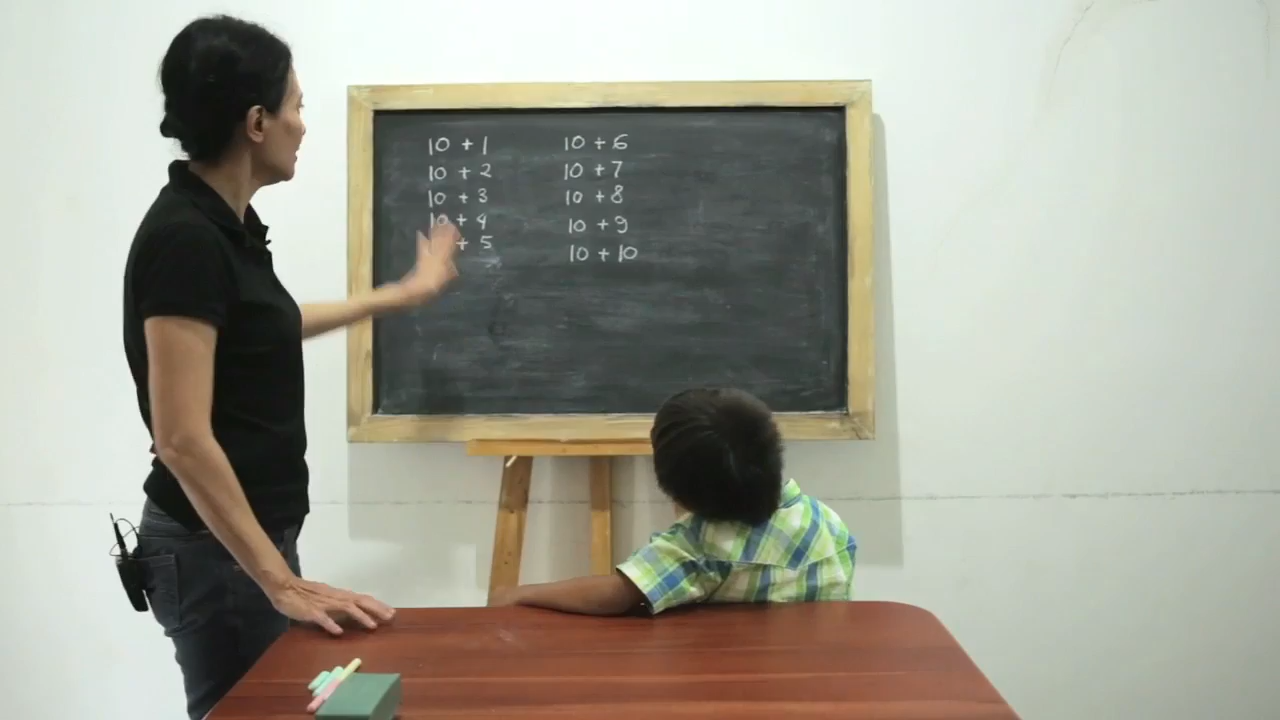 10 + 1
10 + 2
10 + 3
10 + 4
+ 5
10 + 6
10 + 7
10 + 8
10 + 9
10 + 10